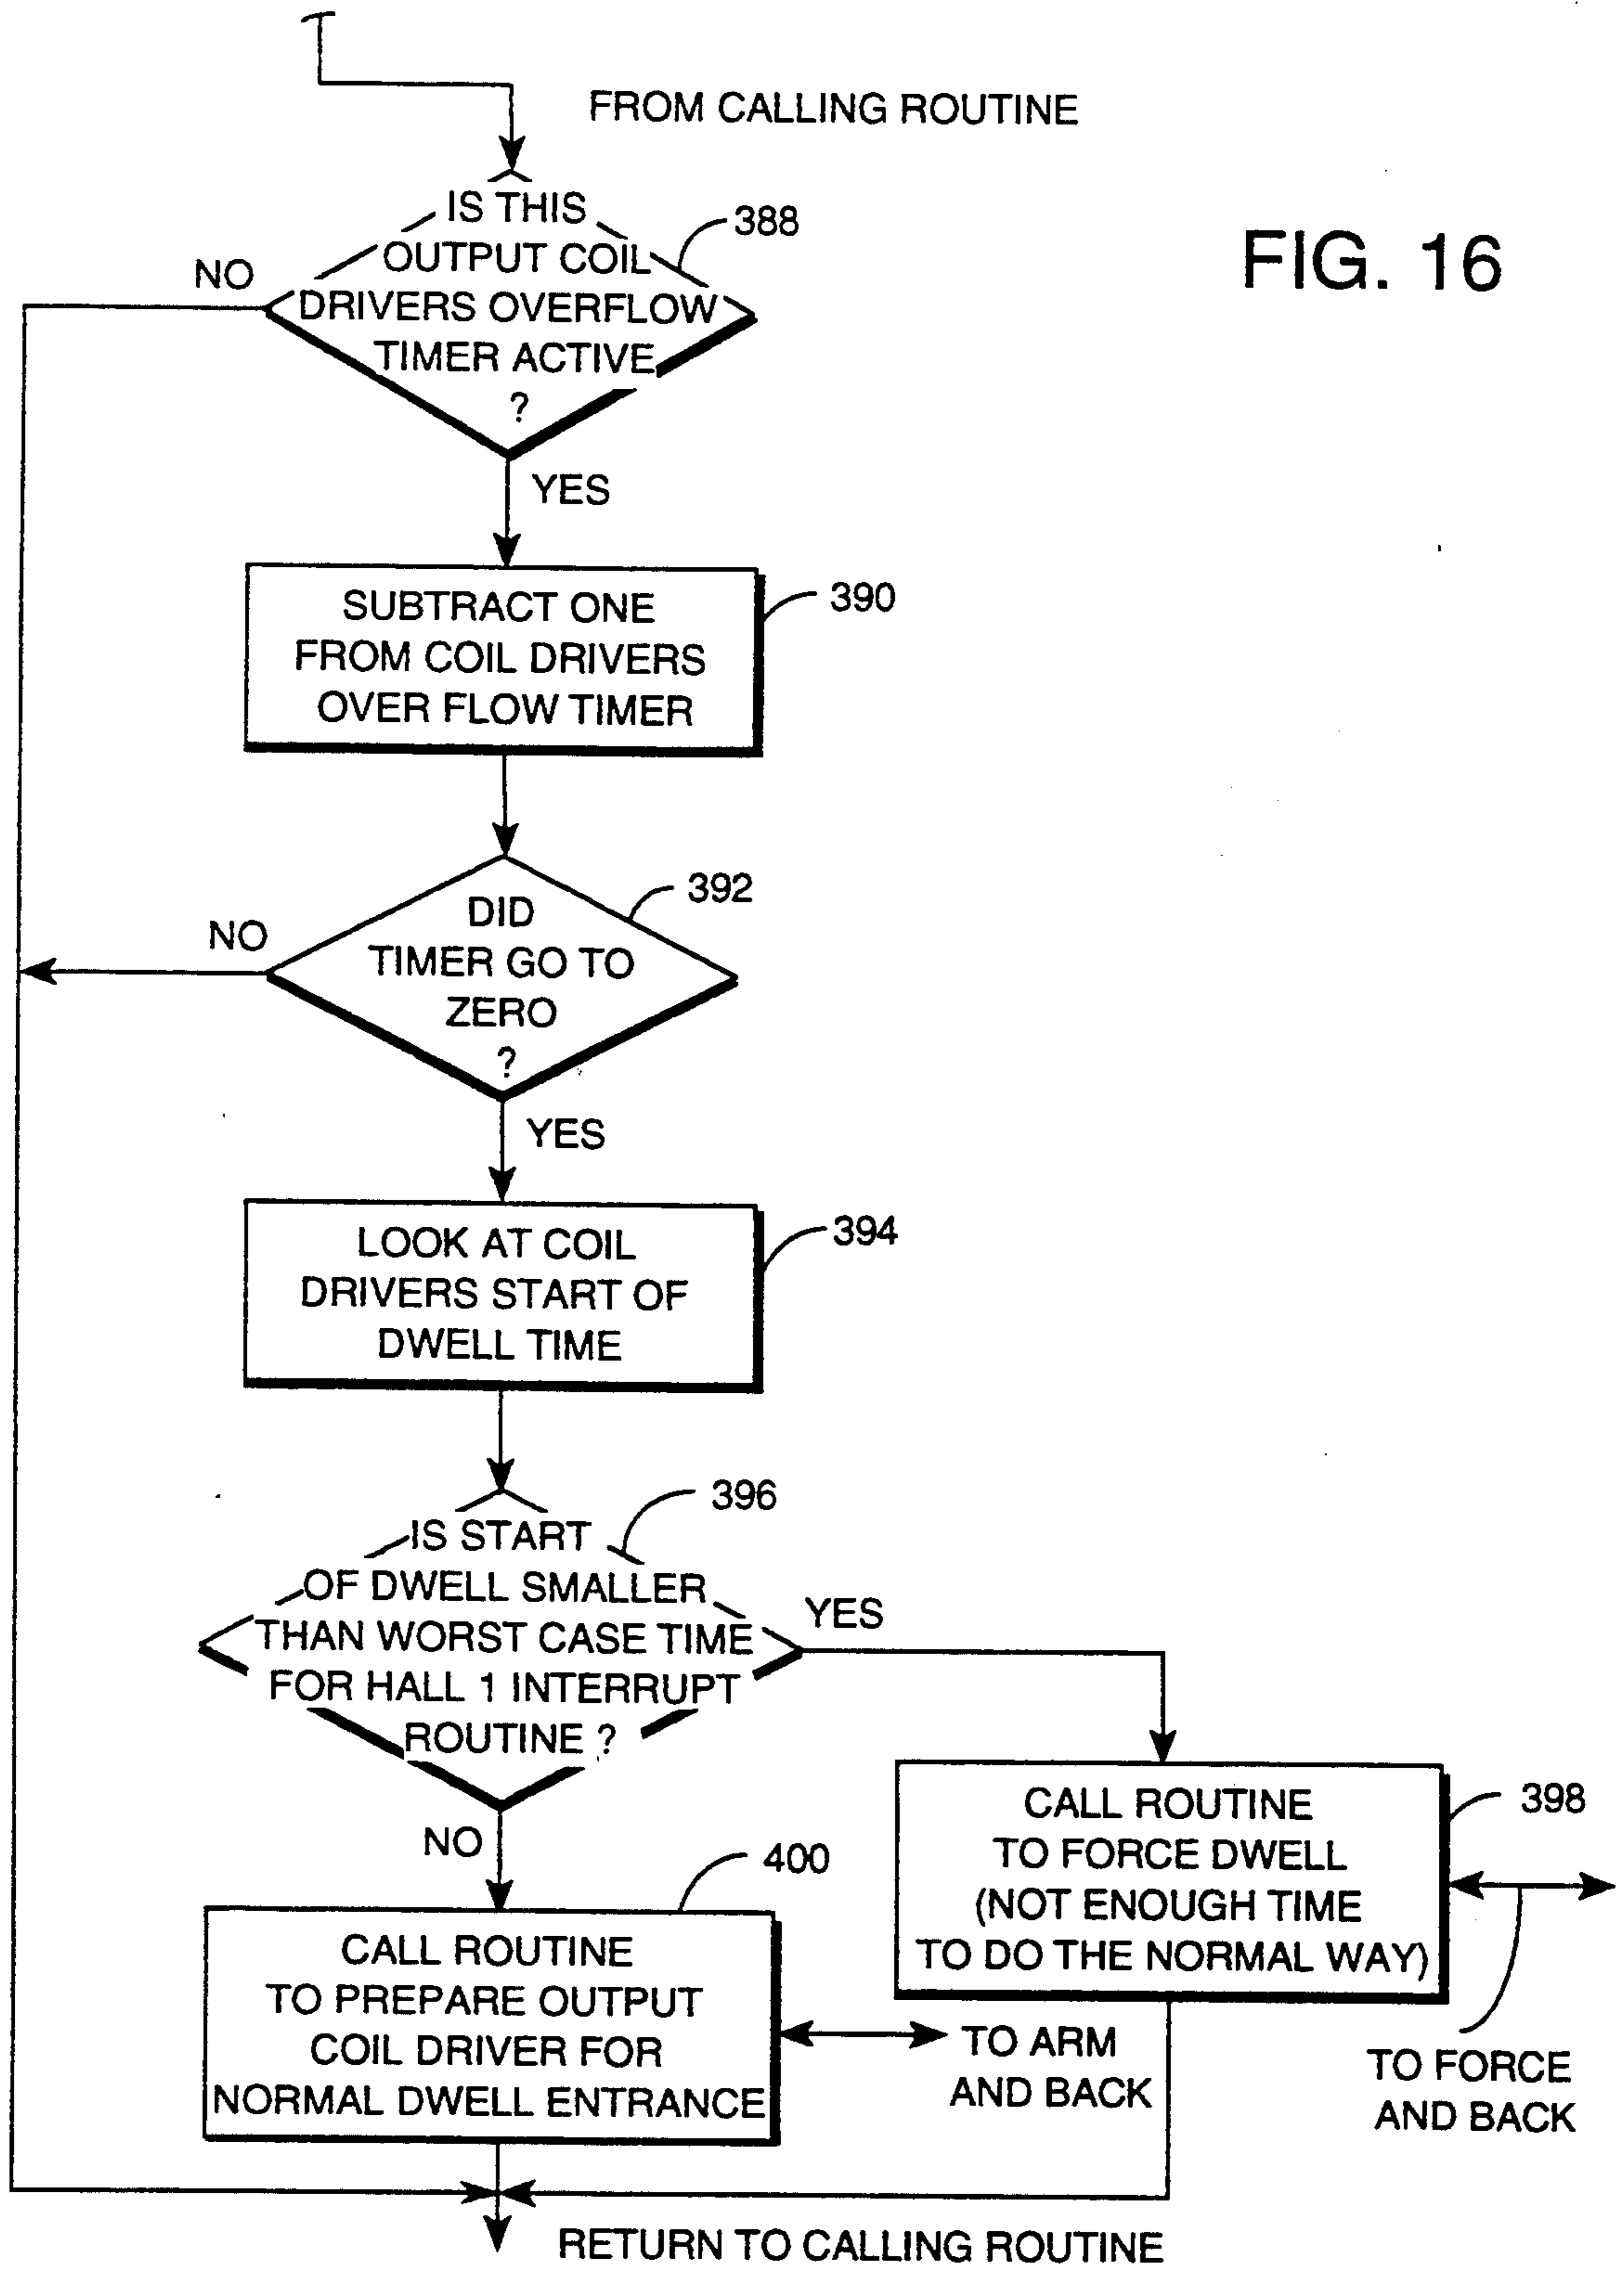 FROM CALLING ROUTINE
FIG. 16
IS THIS
OUTPUT COIL
DRIVERS OVERFLOW
TIMER ACTIVE
?
388
NO
YES
SUBTRACT ONE
FROM COIL DRIVERS
OVER FLOW TIMER
390
DID
TIMER GO TO
ZERO
?
392
NO
YES
LOOK AT COIL
DRIVERS START OF
DWELL TIME
394
IS START
OF DWELL SMALLER
THAN WORST CASE TIME
FOR HALL 1 INTERRUPT
ROUTINE ?
396
YES
NO
CALL ROUTINE
TO FORCE DWELL
(NOT ENOUGH TIME
TO DO THE NORMAL WAY)
398
TO FORCE
AND BACK
400
CALL ROUTINE
TO PREPARE OUTPUT
COIL DRIVER FOR
NORMAL DWELL ENTRANCE
TO ARM
AND BACK
RETURN TO CALLING ROUTINE